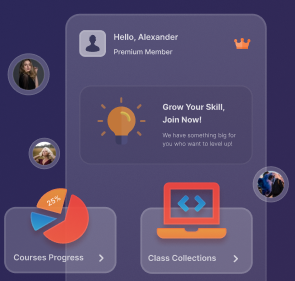 Hello, Alexander
Premium Member
Grow Your Skill,
Join Now!
We have something big for
you who want to level up!
25%
Courses Progress
Class Collections